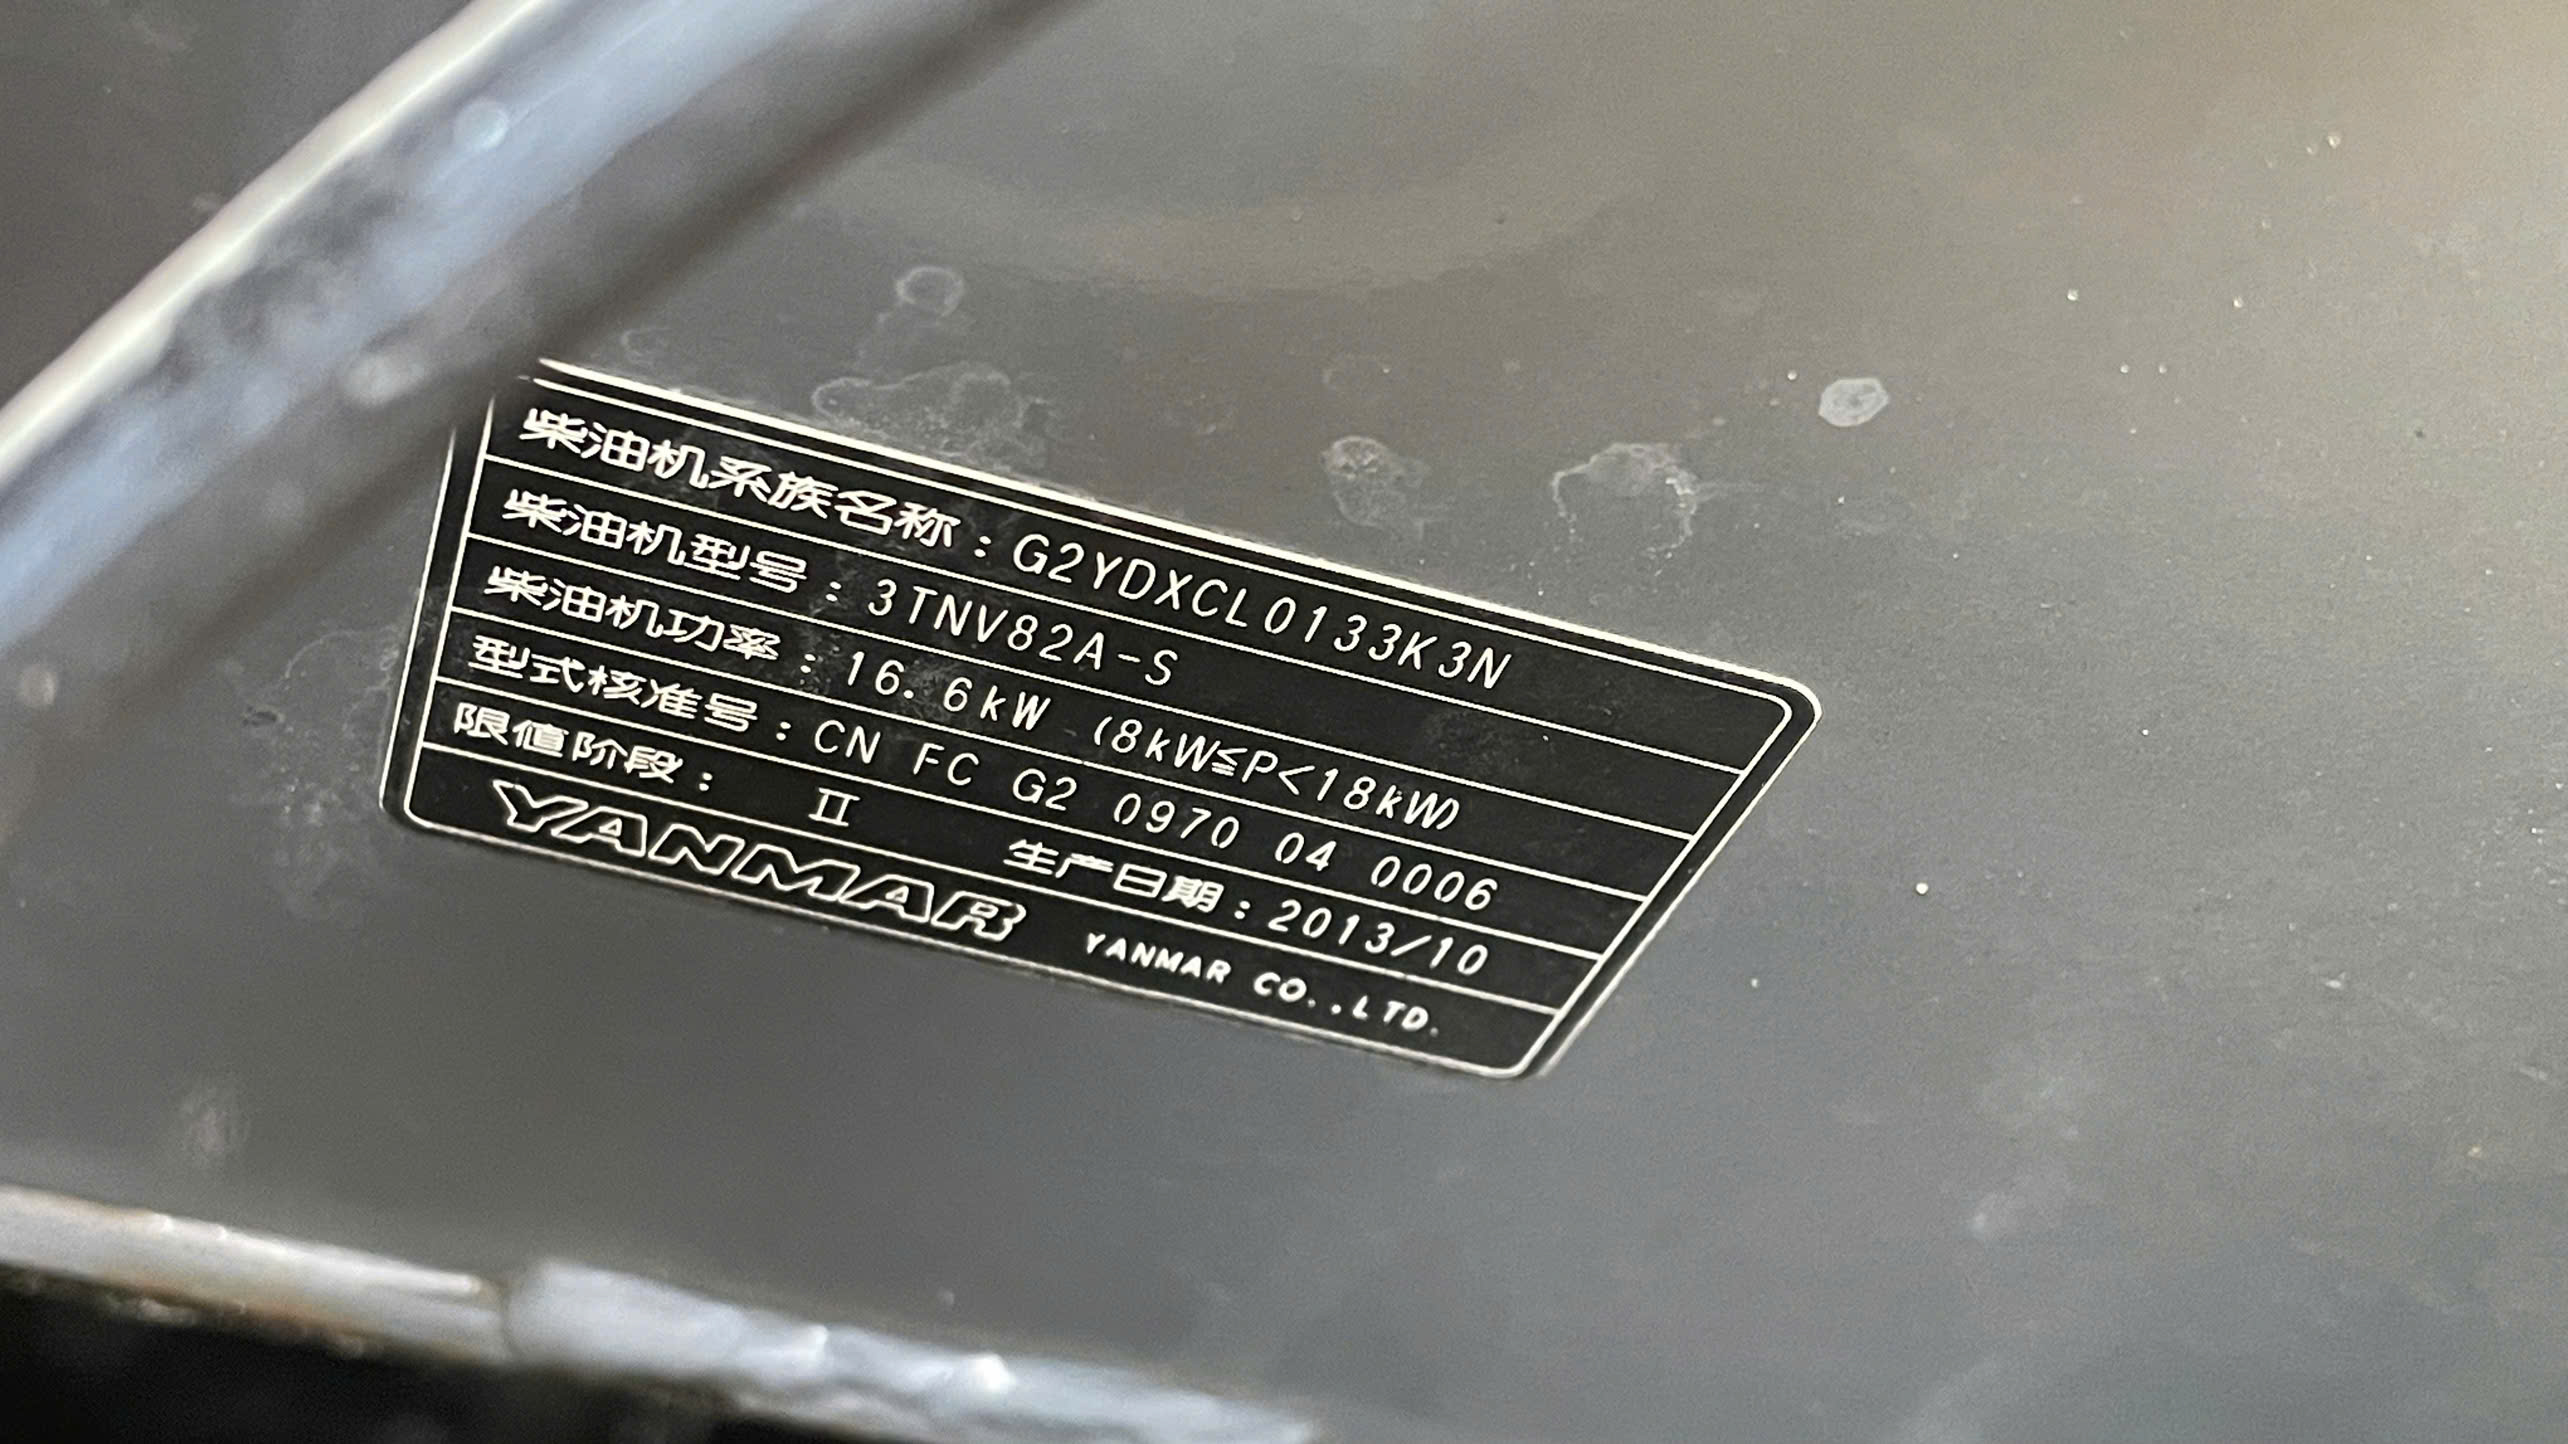 柴油机系族名称：G2YDXCL0133K3N
柴油机型号：3TNV82A-S
柴油机功率：16.6kW (8kW≦P<18kW)
型式核准号：CN FC G2 0970 04 0006
限值阶段： II 生产日期：2013/10
YANMAR YANMAR CO.,LTD.